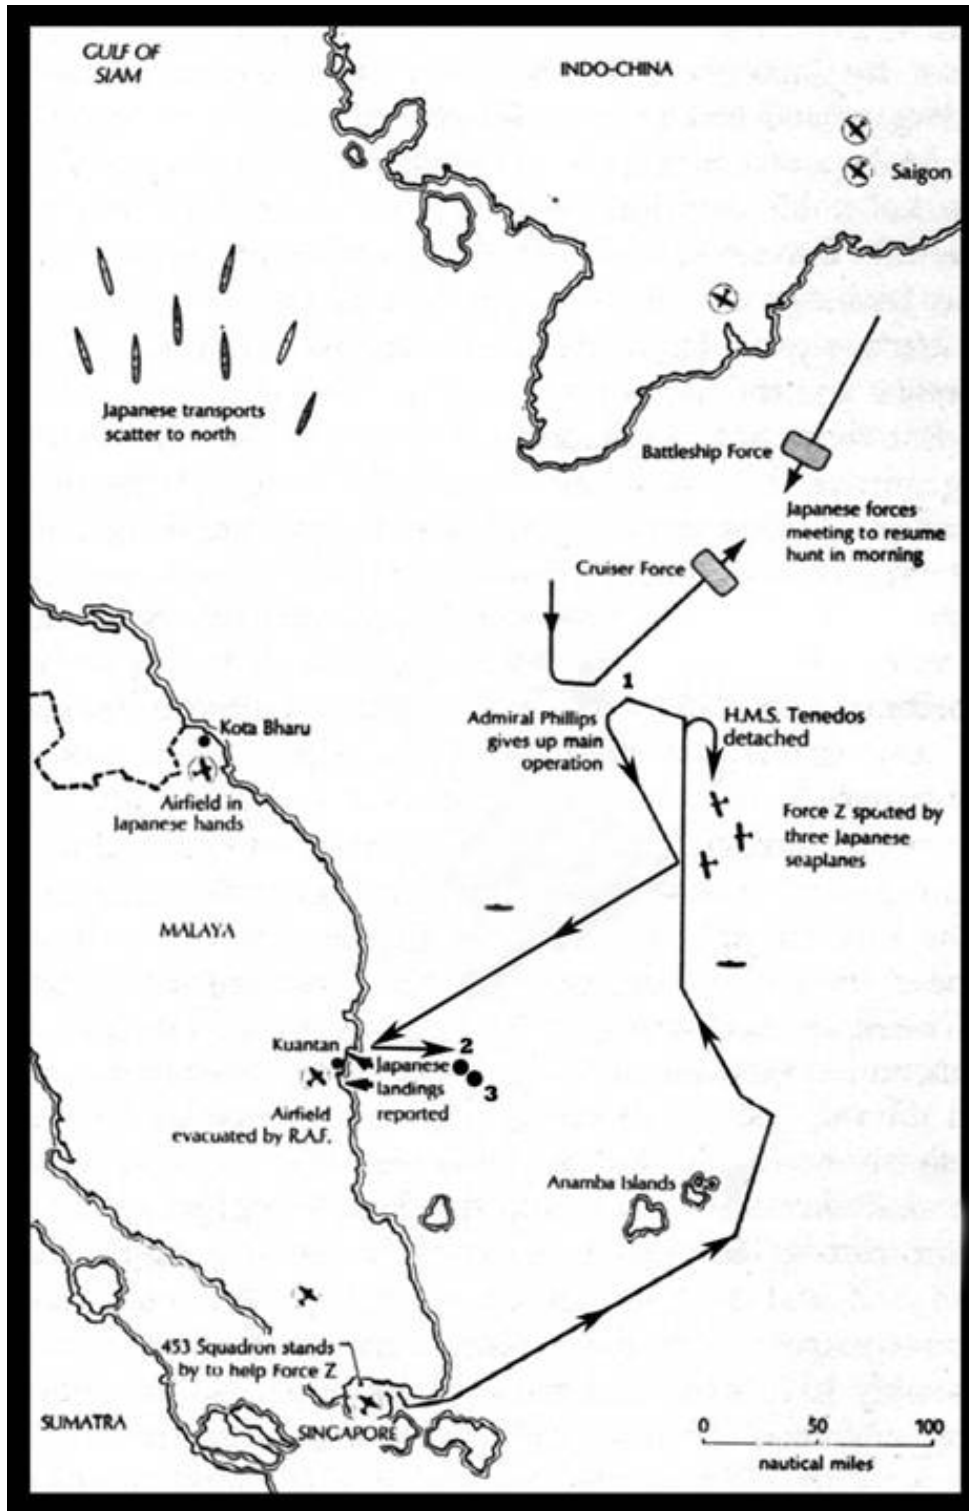 GULF OF
SIAM
INDO-CHINA
Saigon
Japanese transports
scatter to north
Battleship Force
Japanese forces
meeting to resume
hunt in morning
Cruiser Force
1
Admiral Phillips
gives up main
operation
H.M.S. Tenedos
detached
Kota Bharu
Airfield in
Japanese hands
Force Z spotted by
three Japanese
seaplanes
MALAYA
Kuantan
2
Japanese
landings
reported
3
Airfield
evacuated by R.A.F.
Anamba Islands
453 Squadron stands
by to help Force Z
SUMATRA
SINGAPORE
0 50 100
nautical miles